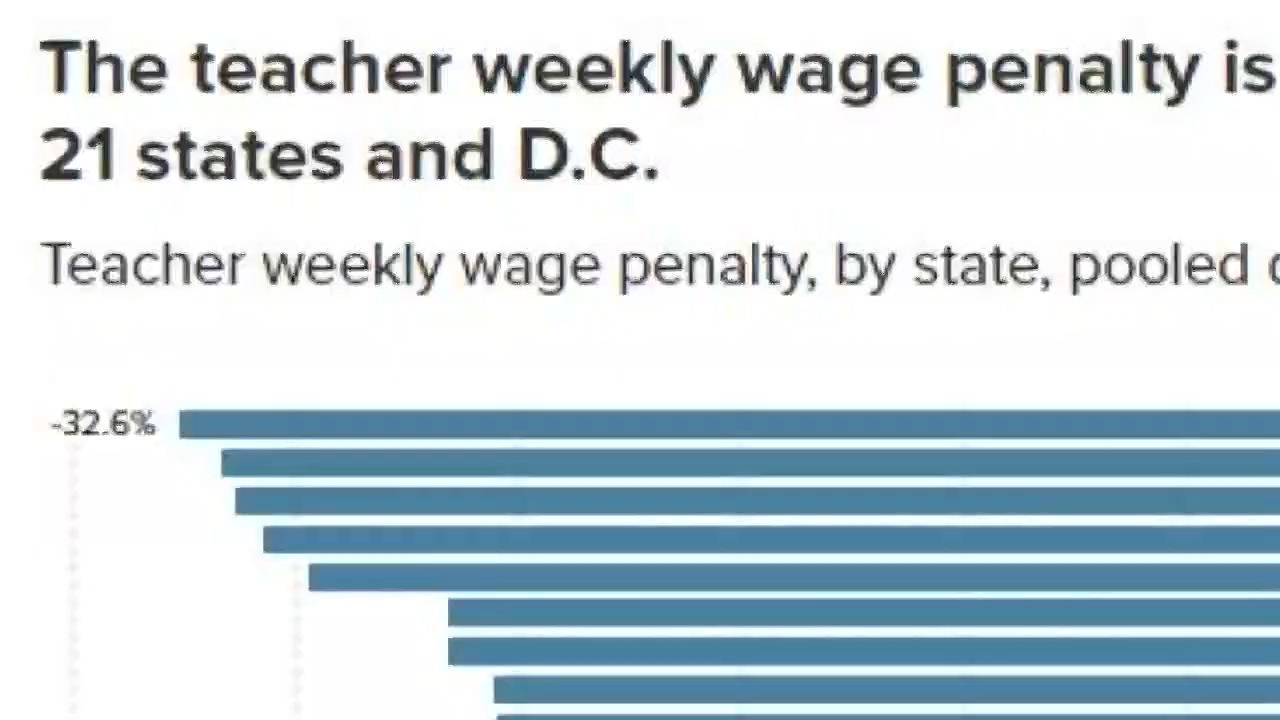 The teacher weekly wage penalty is
21 states and D.C.
Teacher weekly wage penalty, by state, pooled
-32.6%